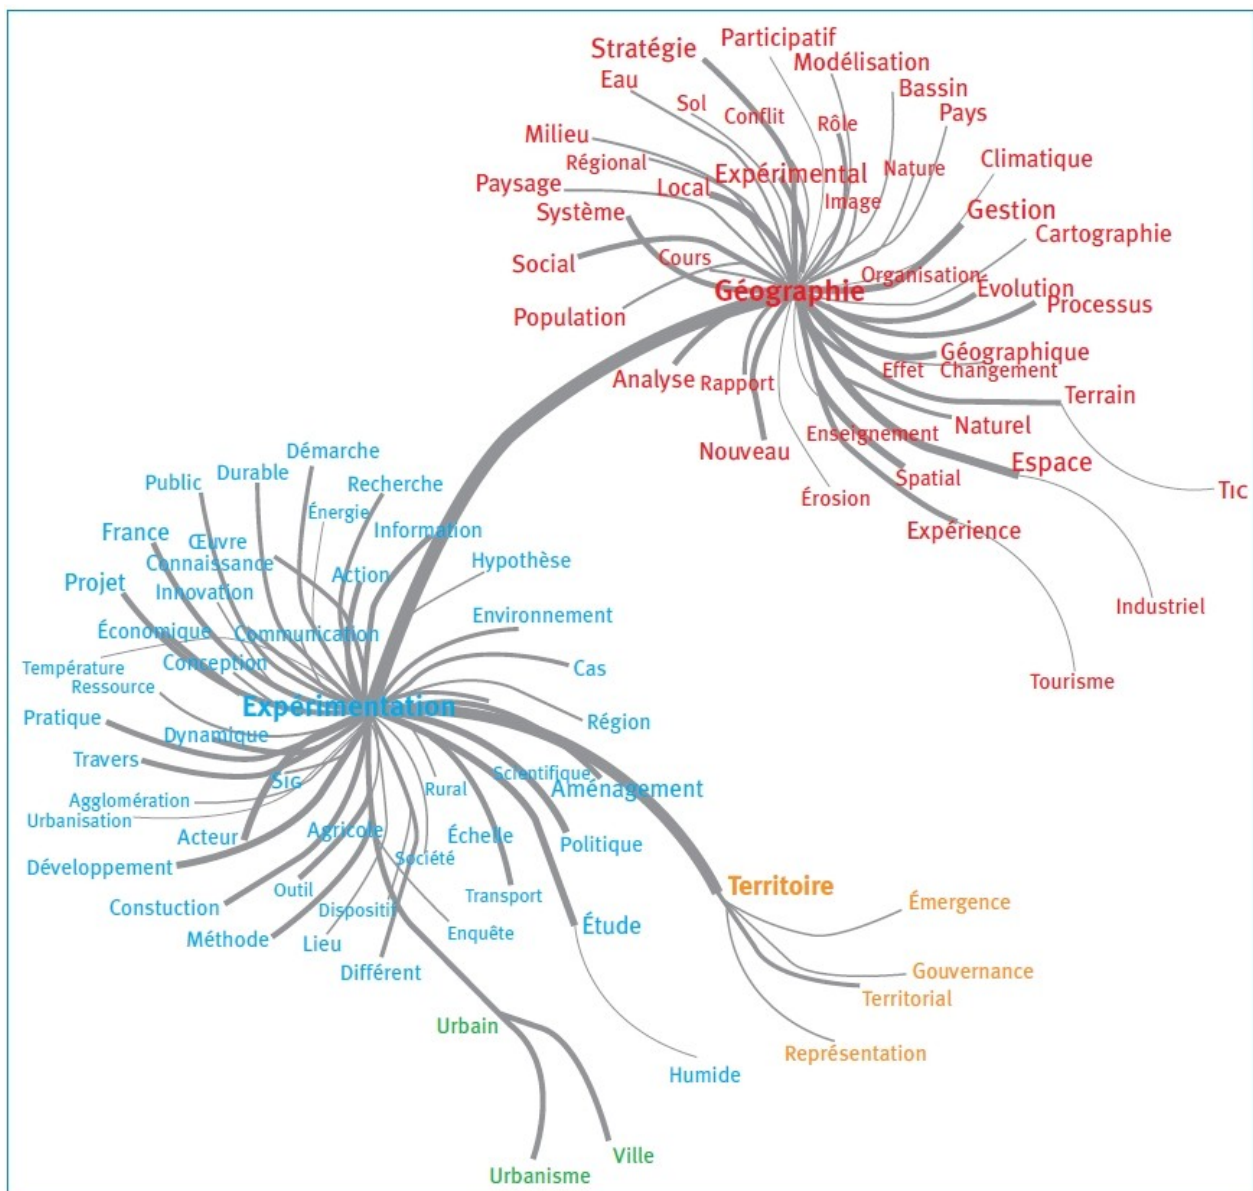 Participatif
Stratégie
Modélisation
Eau
Bassin
Sol
Conflit
Pays
Rôle
Milieu
Climatique
Régional
Nature
Expérimental
Paysage
Local
Image
Système
Gestion
Cartographie
Cours
Social
Organisation
Géographie
Évolution
Processus
Population
Géographique
Effet
Changement
Analyse
Rapport
Terrain
Naturel
Enseignement
Nouveau
Espace
Spatial
TIC
Érosion
Expérience
Industriel
Tourisme
Démarche
Durable
Public
Recherche
Énergie
France
Information
Œuvre
Connaissance
Hypothèse
Action
Projet
Innovation
Environnement
Économique
Communication
Température
Conception
Cas
Ressource
Expérimentation
Pratique
Région
Dynamique
Travers
Scientifique
SIG
Rural
Aménagement
Agglomération
Urbanisation
Acteur
Agricole
Échelle
Politique
Société
Développement
Outil
Transport
Constuction
Dispositif
Étude
Méthode
Lieu
Enquête
Différent
Territoire
Émergence
Gouvernance
Territorial
Représentation
Urbain
Humide
Ville
Urbanisme